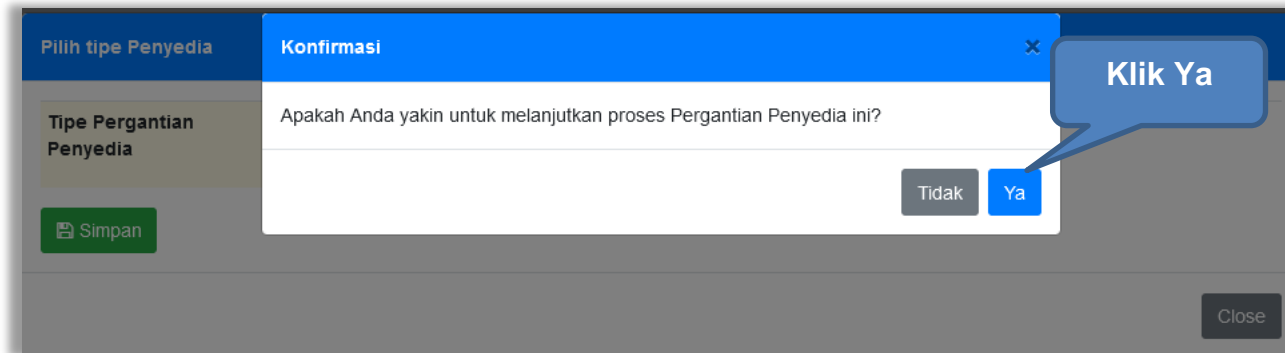 Pilih tipe Penyedia
Konfirmasi
×
Klik Ya
Tipe Pergantian
Penyedia
Apakah Anda yakin untuk melanjutkan proses Pergantian Penyedia ini?
Tidak
Ya
Simpan
Close